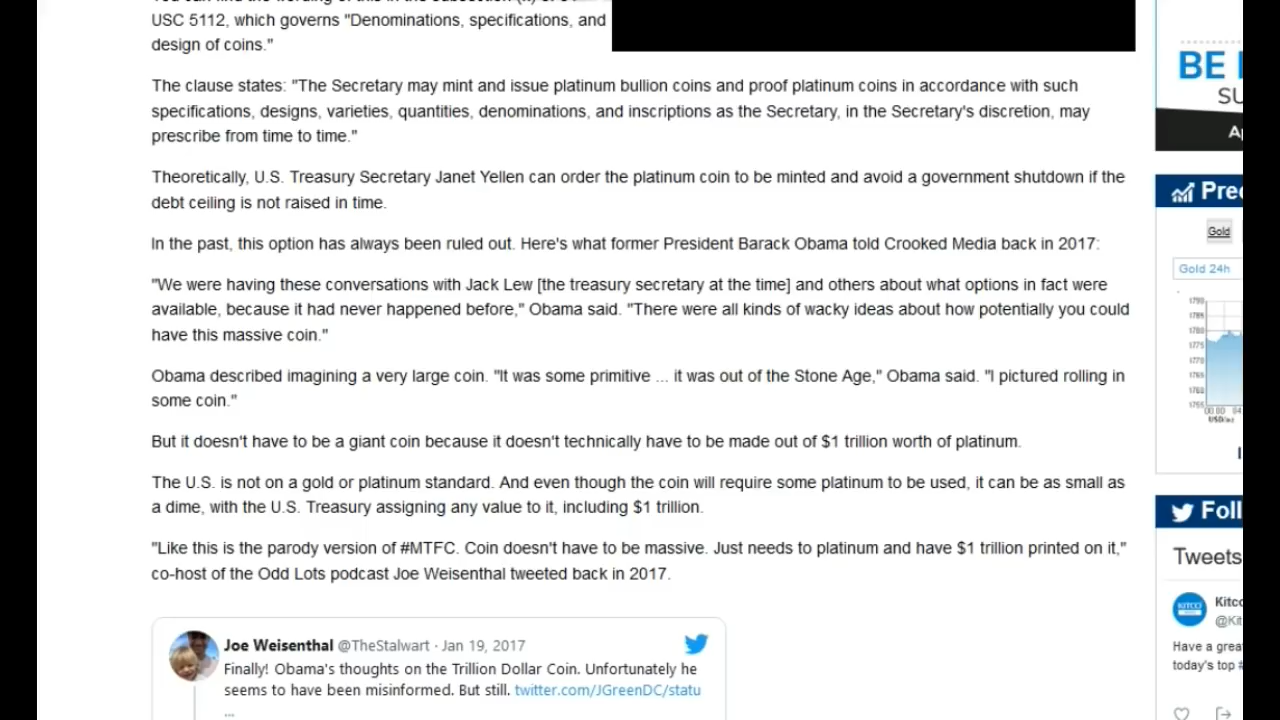 USC 5112, which governs "Denominations, specifications, and
design of coins."
The clause states: "The Secretary may mint and issue platinum bullion coins and proof platinum coins in accordance with such
specifications, designs, varieties, quantities, denominations, and inscriptions as the Secretary, in the Secretary's discretion, may
prescribe from time to time."
Theoretically, U.S. Treasury Secretary Janet Yellen can order the platinum coin to be minted and avoid a government shutdown if the
debt ceiling is not raised in time.
In the past, this option has always been ruled out. Here's what former President Barack Obama told Crooked Media back in 2017:
"We were having these conversations with Jack Lew [the treasury secretary at the time] and others about what options in fact were
available, because it had never happened before," Obama said. "There were all kinds of wacky ideas about how potentially you could
have this massive coin."
Obama described imagining a very large coin. "It was some primitive ... it was out of the Stone Age," Obama said. "I pictured rolling in
some coin."
But it doesn't have to be a giant coin because it doesn't technically have to be made out of $1 trillion worth of platinum.
The U.S. is not on a gold or platinum standard. And even though the coin will require some platinum to be used, it can be as small as
a dime, with the U.S. Treasury assigning any value to it, including $1 trillion.
"Like this is the parody version of #MTFC. Coin doesn't have to be massive. Just needs to platinum and have $1 trillion printed on it,"
co-host of the Odd Lots podcast Joe Weisenthal tweeted back in 2017.
Joe Weisenthal @TheStalwart · Jan 19, 2017
Finally! Obama's thoughts on the Trillion Dollar Coin. Unfortunately he
seems to have been misinformed. But still. twitter.com/JGreenDC/statu
...
BE
SU
Ap
Prec
Gold
Gold 24h
1790
1785
1780
1775
1770
1765
1760
1755
Foll
Tweets
KITCO
Kitco
@Kit
Have a grea
today's top #